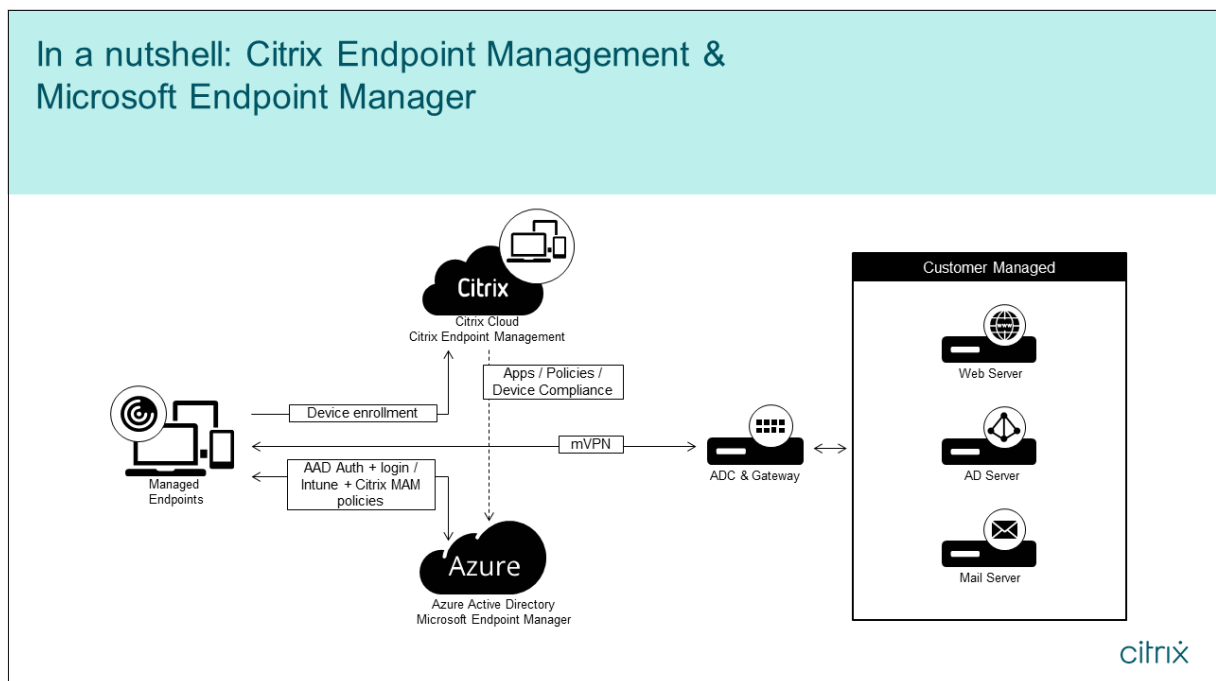 In a nutshell: Citrix Endpoint Management &
Microsoft Endpoint Manager
Citrix
Citrix Cloud
Citrix Endpoint Management
Apps / Policies /
Device Compliance
Device enrollment
mVPN
AAD Auth + login /
Intune + Citrix MAM
policies
Managed
Endpoints
Azure
Azure Active Directory
Microsoft Endpoint Manager
ADC & Gateway
Customer Managed
www
Web Server
AD Server
Mail Server
citrix